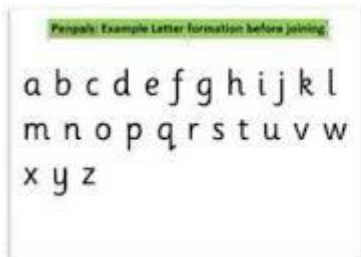 Penpals: Example Letter formation before joining
a b c d e f g h i j k l
m n o p q r s t u v w
x y z